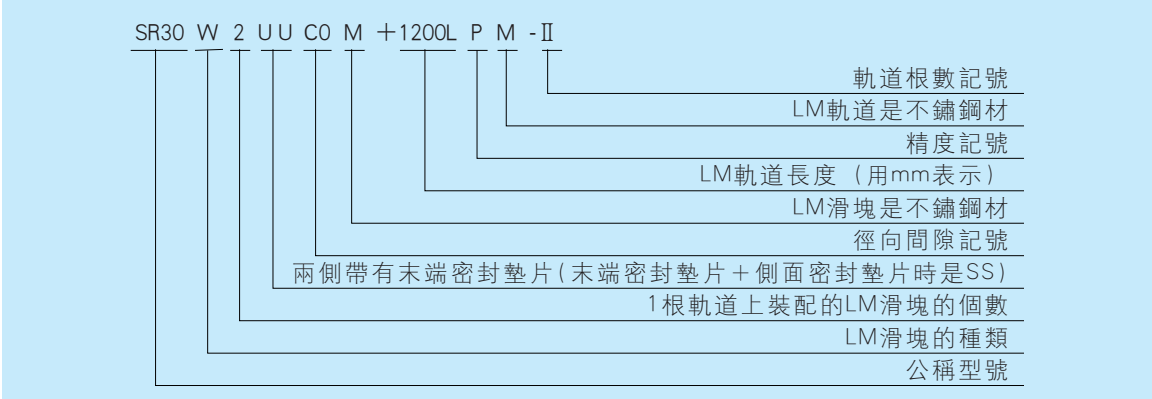 SR30 W 2 UU C0 M +1200L P M -Ⅱ
軌道根數記號
LM軌道是不鏽鋼材
精度記號
LM軌道長度（用mm表示）
LM滑塊是不鏽鋼材
徑向間隙記號
兩側帶有末端密封墊片(末端密封墊片＋側面密封墊片時是SS)
1根軌道上裝配的LM滑塊的個數
LM滑塊的種類
公稱型號